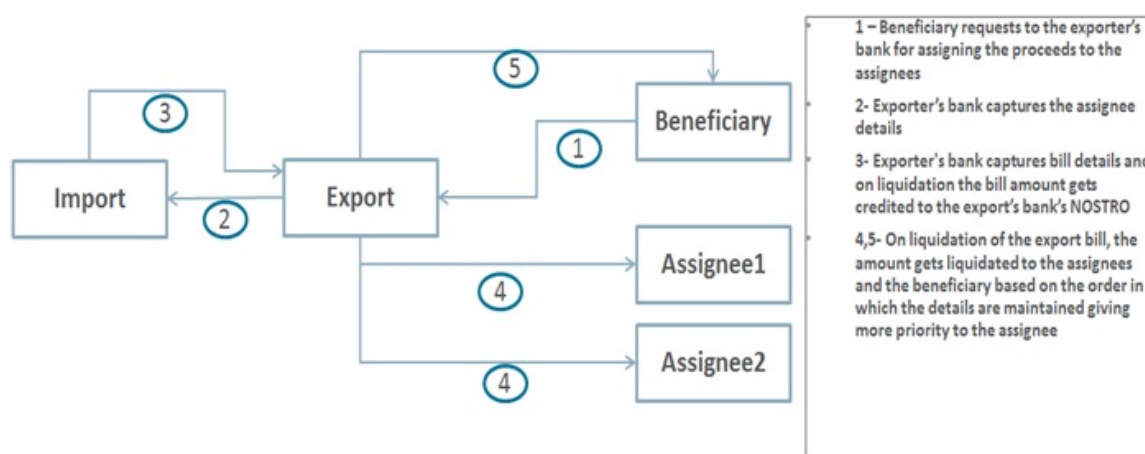 5
3
Beneficiary
1
Import
Export
2
Assignee1
4
Assignee2
4
1 – Beneficiary requests to the exporter's
bank for assigning the proceeds to the
assignees
2- Exporter's bank captures the assignee
details
3- Exporter's bank captures bill details and
on liquidation the bill amount gets
credited to the export's bank's NOSTRO
4,5- On liquidation of the export bill, the
amount gets liquidated to the assignees
and the beneficiary based on the order in
which the details are maintained giving
more priority to the assignee